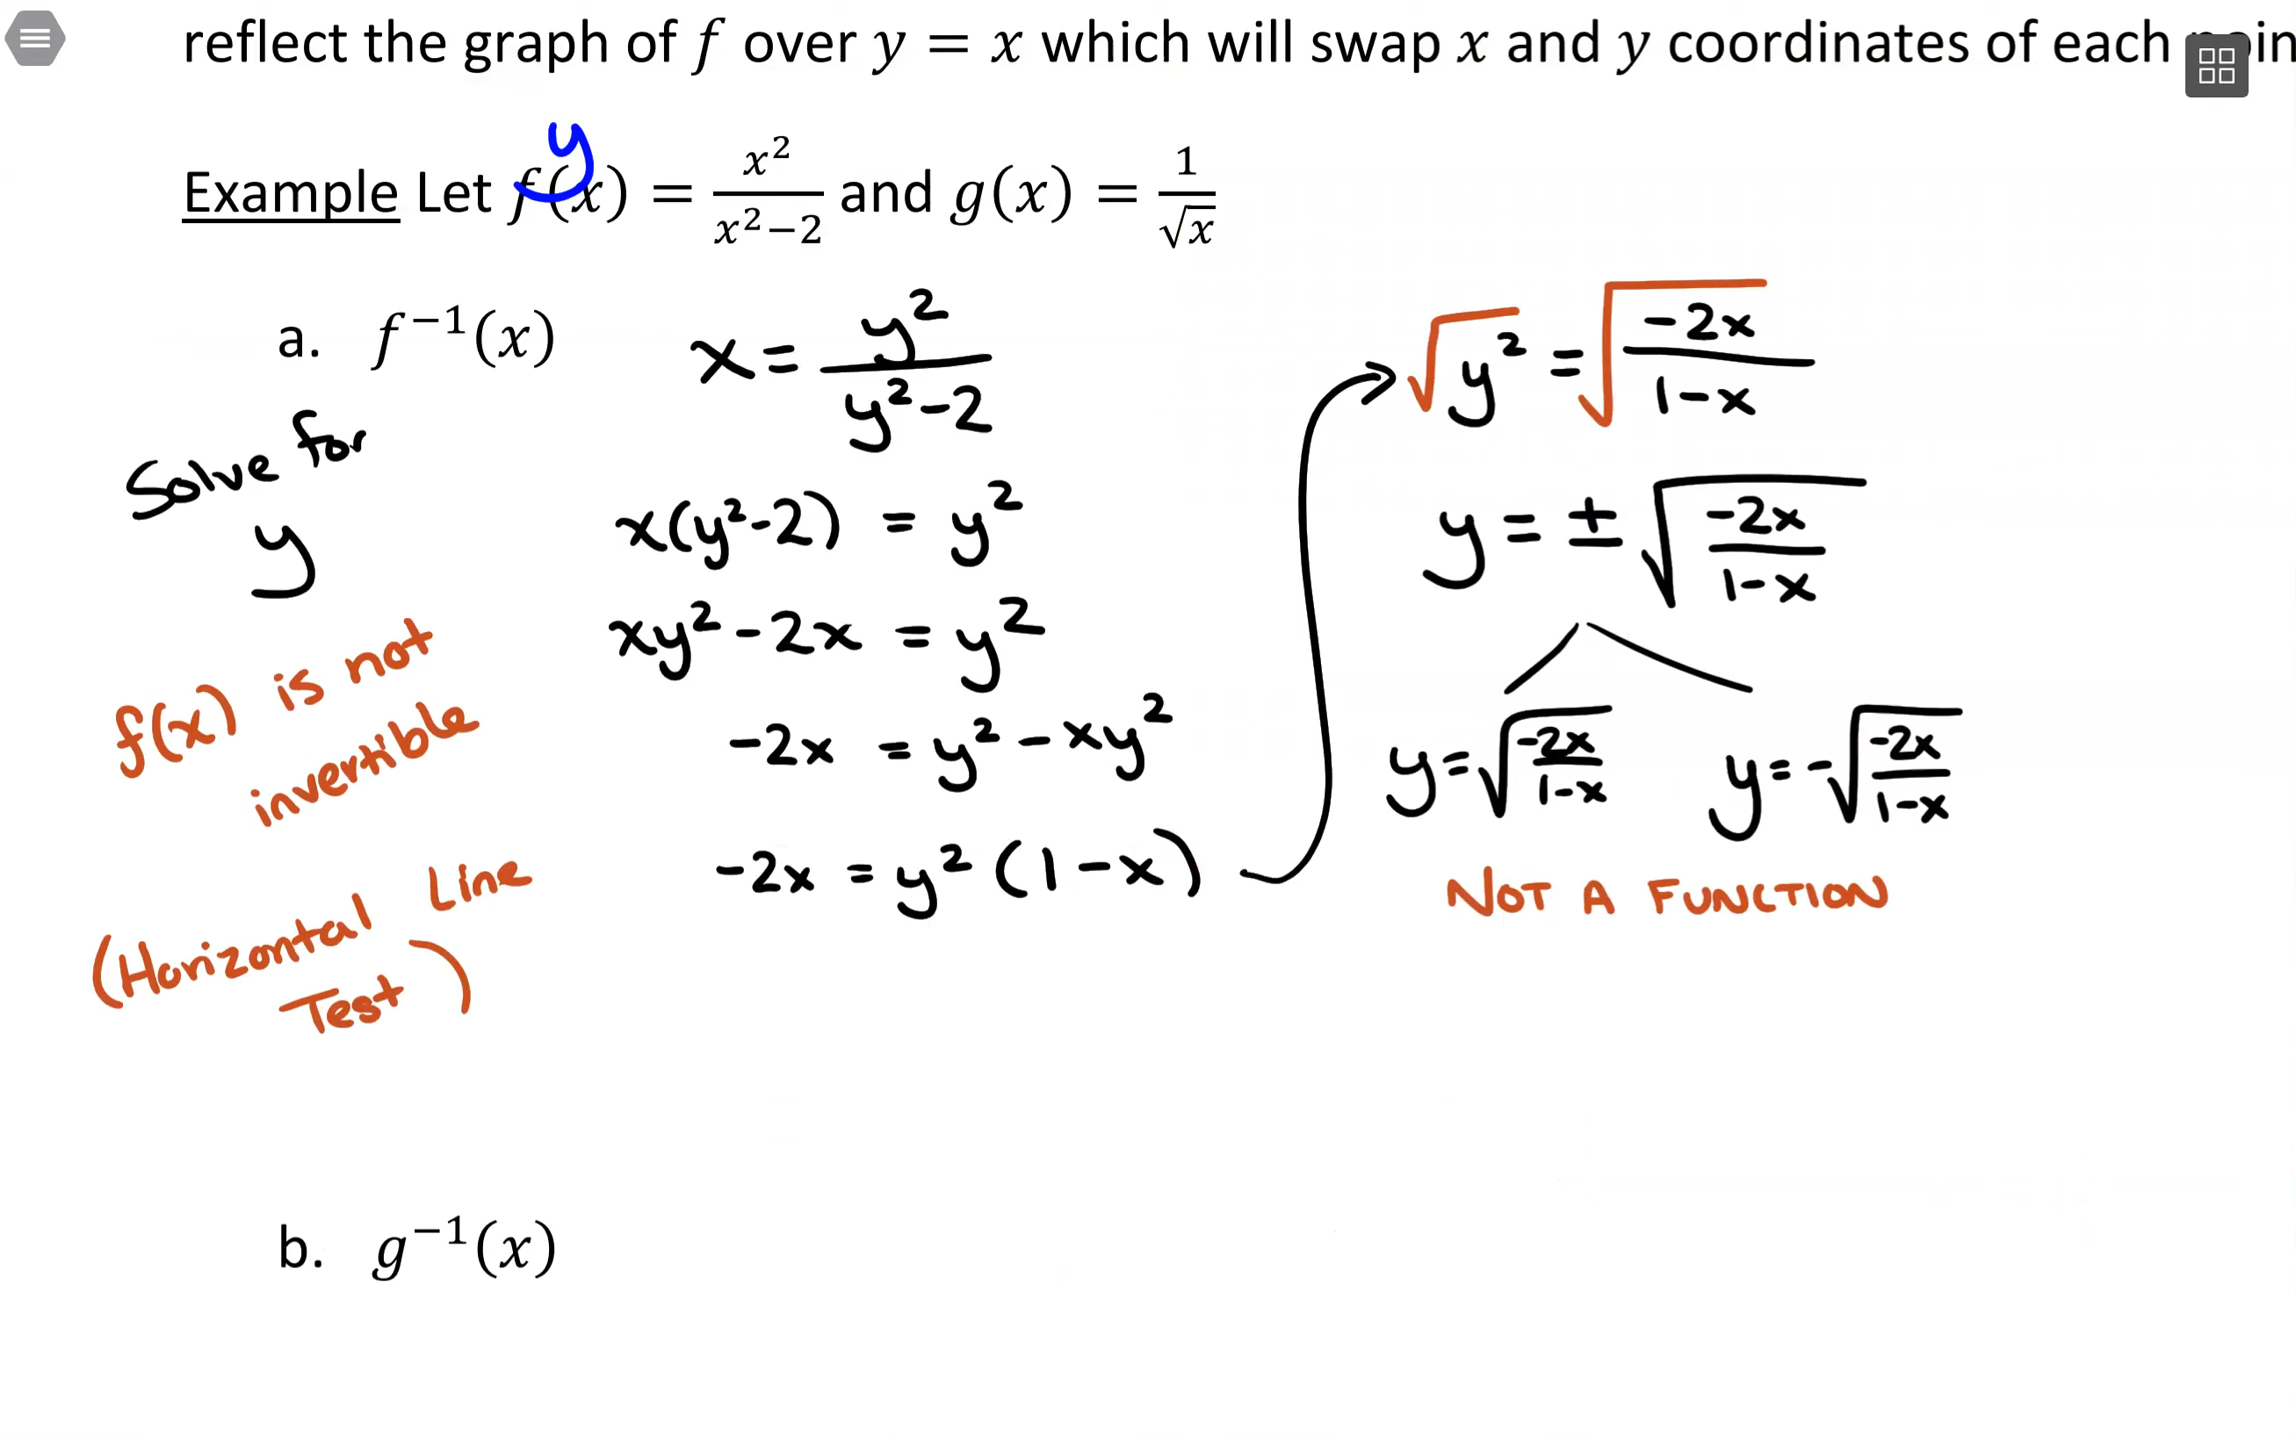 reflect the graph of f over y = x which will swap x and y coordinates of each
y
Example Let f(x) = x²/(x²−2) and g(x) = 1/√x
a. f⁻¹(x)
x = y²/(y²-2)
Solve for
y
x(y²-2) = y²
xy² - 2x = y²
-2x = y² - xy²
-2x = y² (1-x)
f(x) is not
invertible
(Horizontal Line
Test)
√y² = √(-2x/(1-x))
y = ± √(-2x/(1-x))
y = √(-2x/(1-x)) y = -√(-2x/(1-x))
NOT A FUNCTION
b. g⁻¹(x)